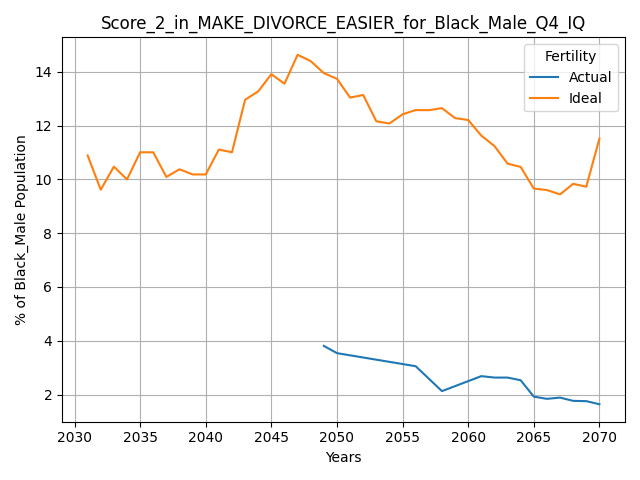 Score_2_in_MAKE_DIVORCE_EASIER_for_Black_Male_Q4_IQ
Fertility
Actual
Ideal
% of Black_Male Population
14
12
10
8
6
4
2
2030 2035 2040 2045 2050 2055 2060 2065 2070
Years